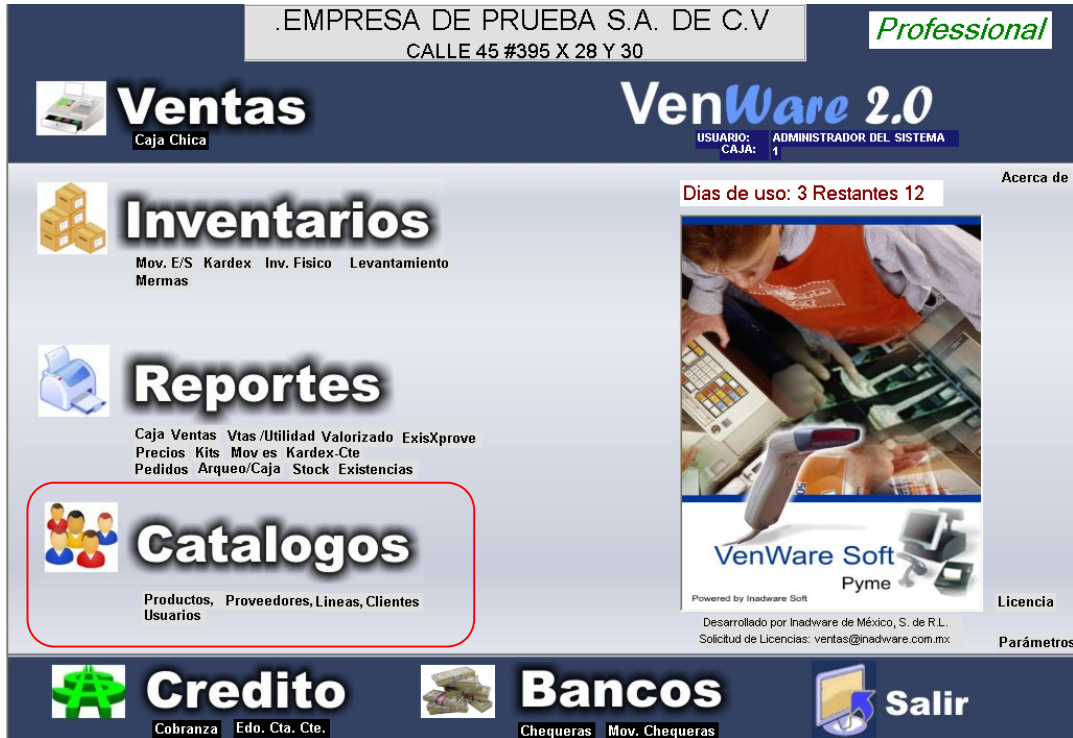 .EMPRESA DE PRUEBA S.A. DE C.V
CALLE 45 #395 X 28 Y 30
Professional
Ventas
Caja Chica
VenWare 2.0
USUARIO: ADMINISTRADOR DEL SISTEMA
CAJA: 1
Acerca de
Inventarios
Mov. E/S Kardex Inv. Fisico Levantamiento
Mermas
Dias de uso: 3 Restantes 12
Reportes
Caja Ventas Vtas /Utilidad Valorizado ExisXprove
Precios Kits Mov es Kardex-Cte
Pedidos Arqueo/Caja Stock Existencias
Catalogos
Productos, Proveedores, Lineas, Clientes
Usuarios
VenWare Soft
Pyme
Powered by Inadware Soft
Desarrollado por Inadware de México, S. de R.L.
Solicitud de Licencias: ventas@inadware.com.mx
Licencia
Parámetros
Credito
Cobranza Edo. Cta. Cte.
Bancos
Chequeras Mov. Chequeras
Salir